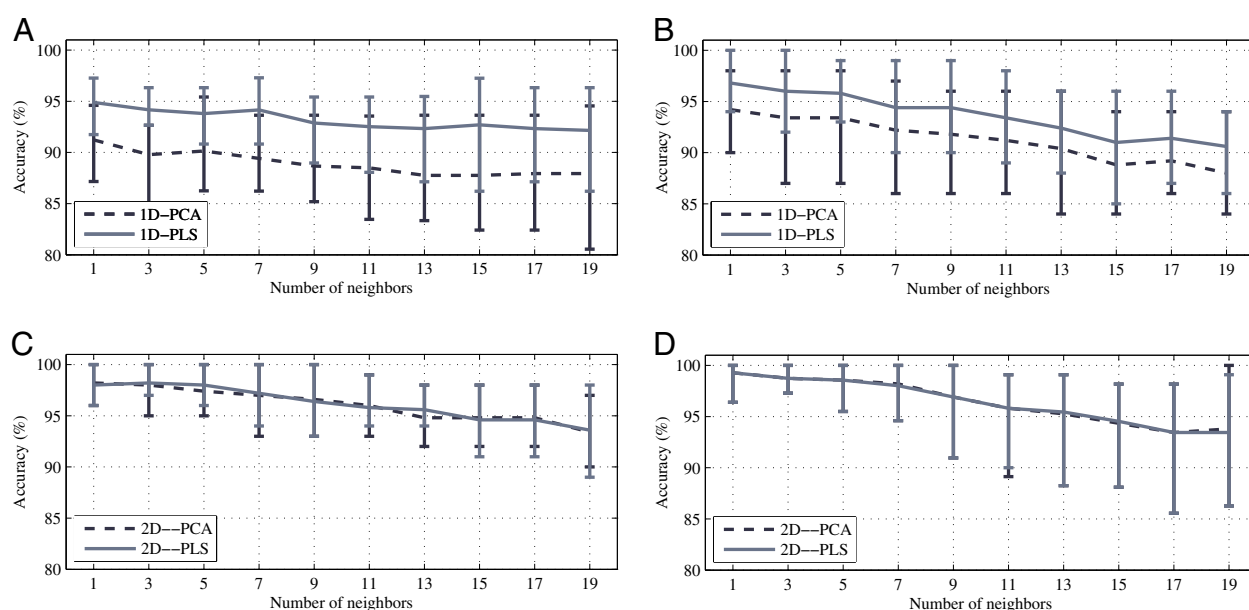 A
100
95
90
85
80
Accuracy (%)
1D-PCA
1D-PLS
1 3 5 7 9 11 13 15 17 19
Number of neighbors
B
100
95
90
85
80
Accuracy (%)
1D-PCA
1D-PLS
1 3 5 7 9 11 13 15 17 19
Number of neighbors
C
100
95
90
85
80
Accuracy (%)
2D--PCA
2D--PLS
1 3 5 7 9 11 13 15 17 19
Number of neighbors
D
100
95
90
85
80
Accuracy (%)
2D--PCA
2D--PLS
1 3 5 7 9 11 13 15 17 19
Number of neighbors